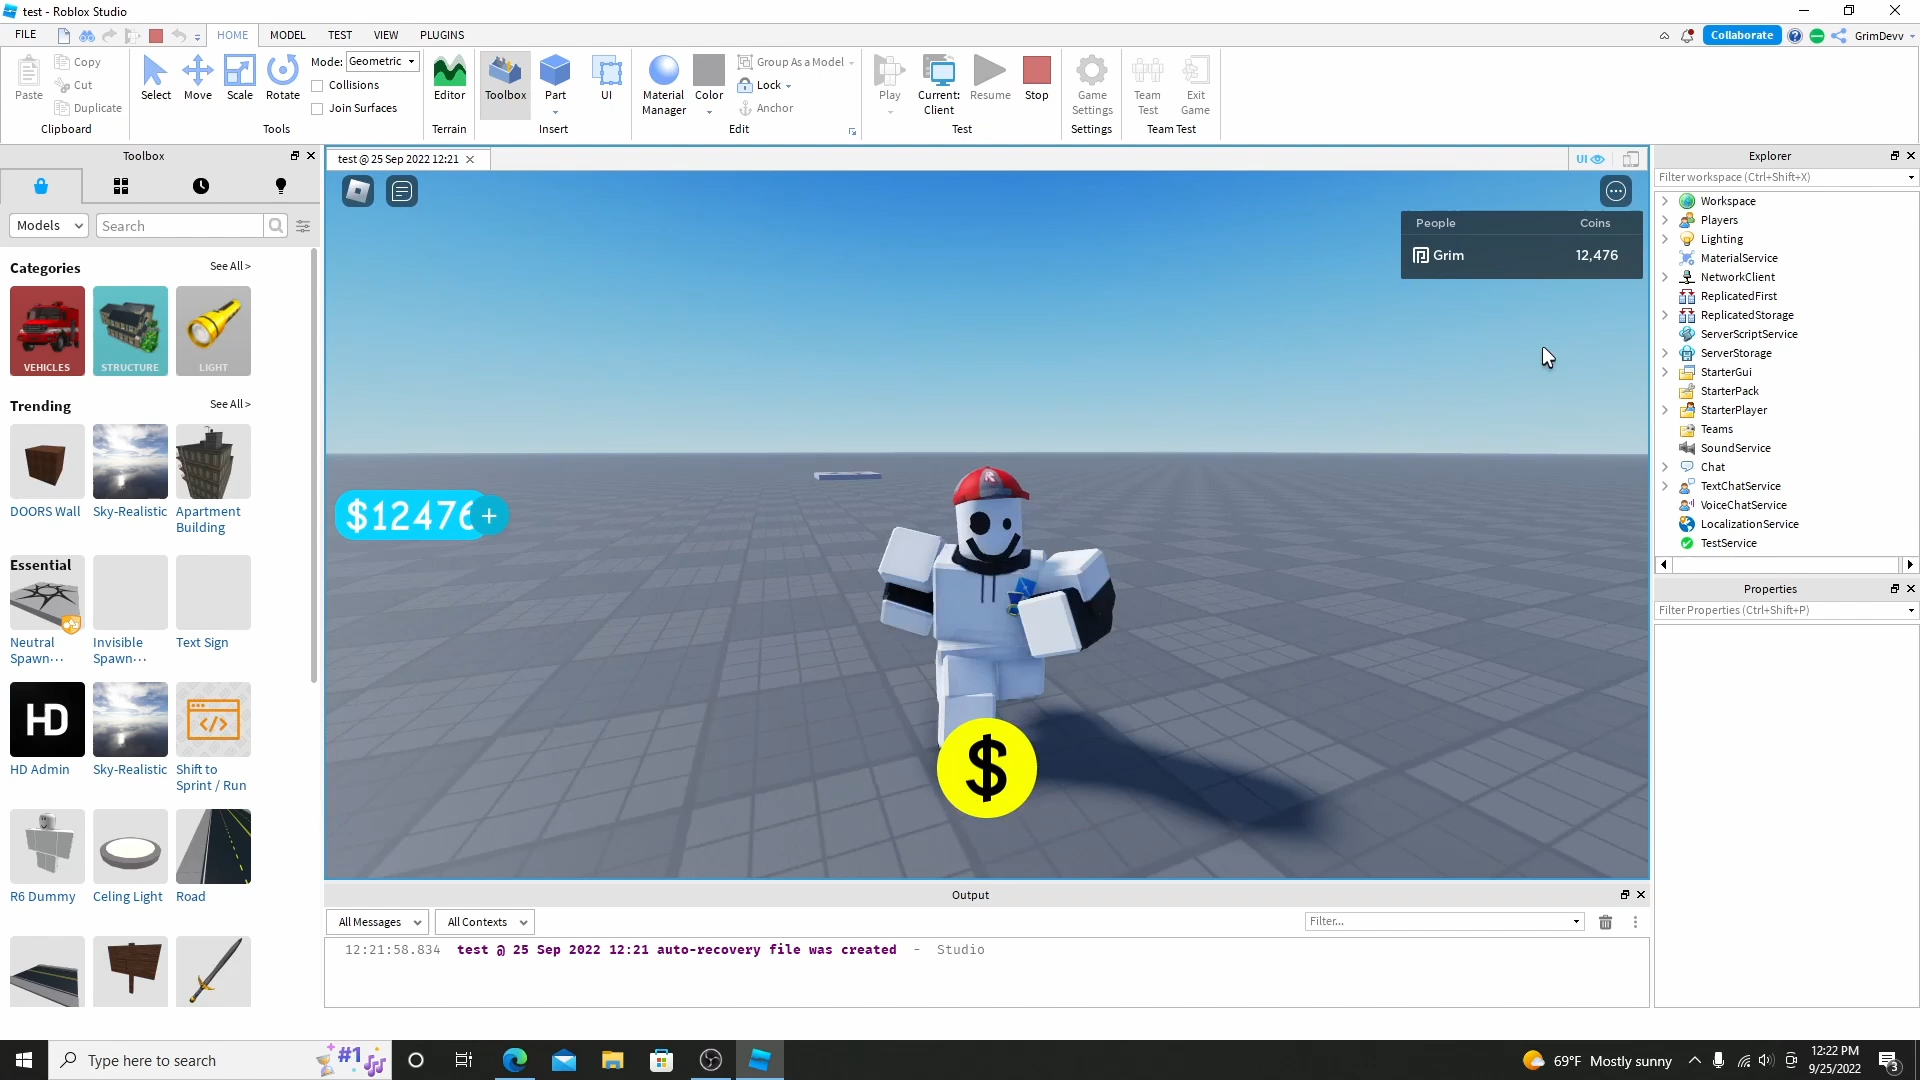 test - Roblox Studio
FILE HOME MODEL TEST VIEW PLUGINS Collaborate GrimDevv
Paste Copy Cut Duplicate
Clipboard
Select Move Scale Rotate
Mode: Geometric
Collisions
Join Surfaces
Tools
Editor
Terrain
Toolbox Part UI
Insert
Material Manager Color
Group As a Model
Lock
Anchor
Edit
Play Current: Client Resume Stop
Test
Game Settings
Settings
Team Test Exit Game
Team Test
Toolbox
Models Search
Categories See All >
VEHICLES STRUCTURE LIGHT
Trending See All >
DOORS Wall Sky-Realistic Apartment Building
Essential
Neutral Spawn··· Invisible Spawn··· Text Sign
HD
</>
HD Admin Sky-Realistic Shift to Sprint / Run
R6 Dummy Celing Light Road
test @ 25 Sep 2022 12:21
UI
People Coins
Grim 12,476
$12476 +
$
Output
All Messages All Contexts Filter...
12:21:58.834 test @ 25 Sep 2022 12:21 auto-recovery file was created - Studio
Explorer
Filter workspace (Ctrl+Shift+X)
Workspace
Players
Lighting
MaterialService
NetworkClient
ReplicatedFirst
ReplicatedStorage
ServerScriptService
ServerStorage
StarterGui
StarterPack
StarterPlayer
Teams
SoundService
Chat
TextChatService
VoiceChatService
LocalizationService
TestService
Properties
Filter Properties (Ctrl+Shift+P)
Type here to search #1
69°F Mostly sunny
12:22 PM
9/25/2022
3